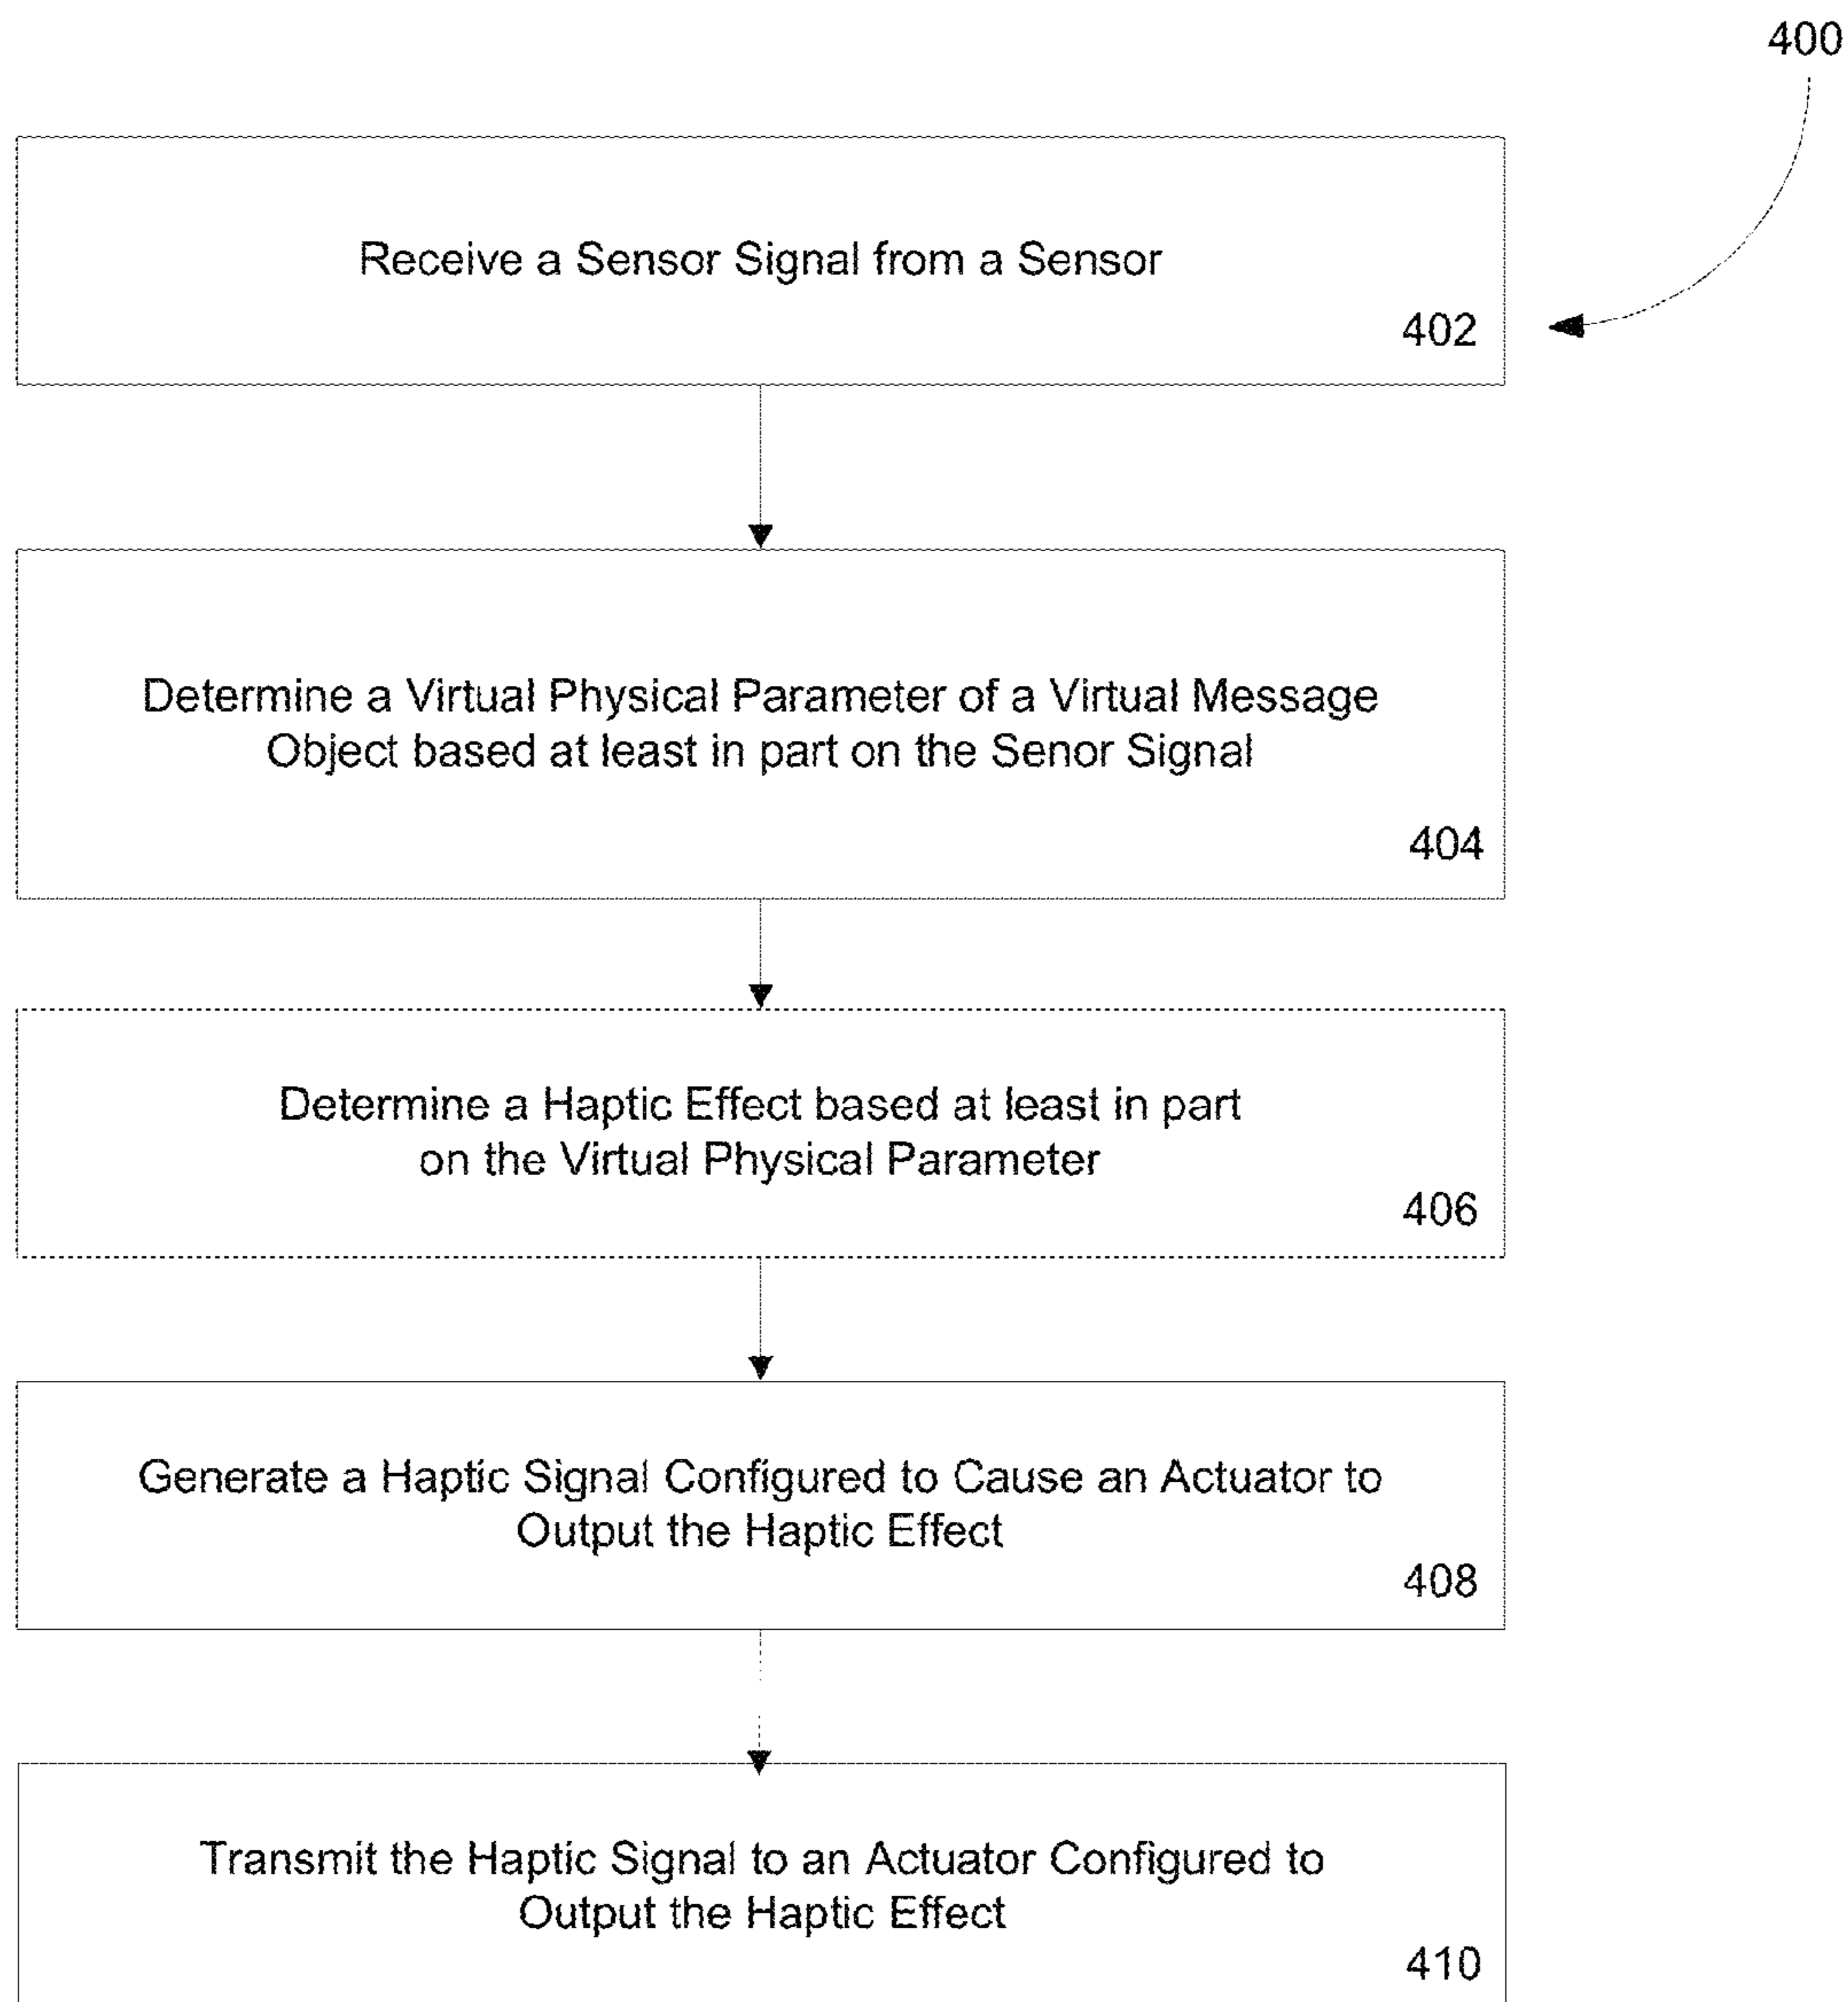 400
Receive a Sensor Signal from a Sensor
402
Determine a Virtual Physical Parameter of a Virtual Message
Object based at least in part on the Senor Signal
404
Determine a Haptic Effect based at least in part
on the Virtual Physical Parameter
406
Generate a Haptic Signal Configured to Cause an Actuator to
Output the Haptic Effect
408
Transmit the Haptic Signal to an Actuator Configured to
Output the Haptic Effect
410